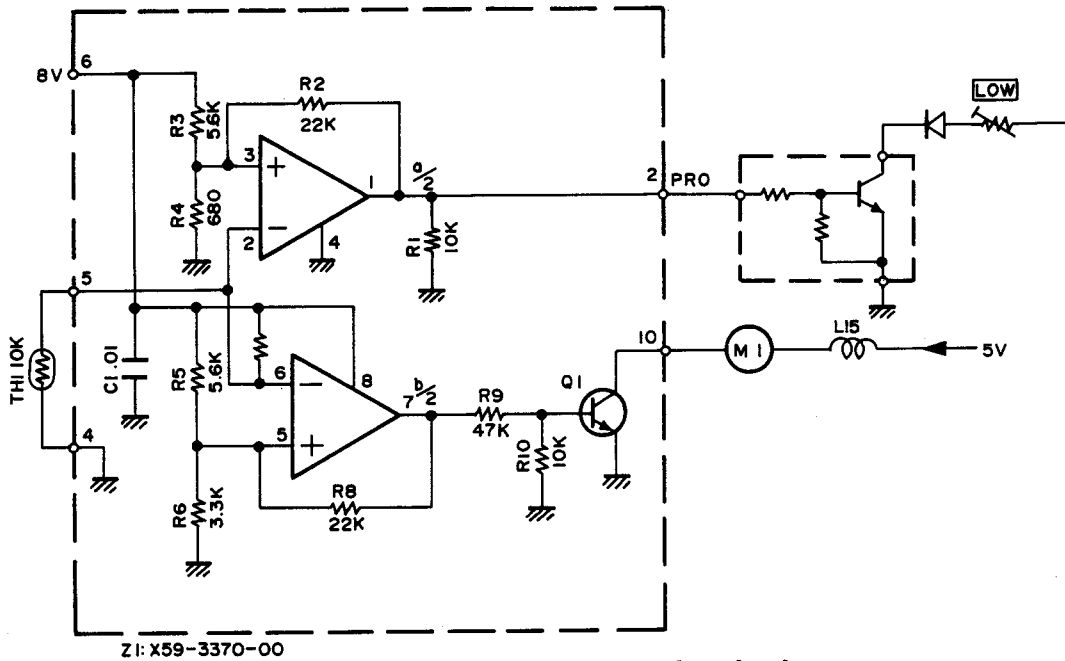 8V
6
R3
5.6K
R2
22K
3
+
1
a/2
2
PRO
LOW
R4
680
−
2
4
R1
10K
5
TH1 10K
C1 .01
R5
5.6K
6
−
8
7
b/2
R9
47K
Q1
10
M1
L15
5V
5
+
R10
10K
4
R6
3.3K
R8
22K
Z1: X59-3370-00